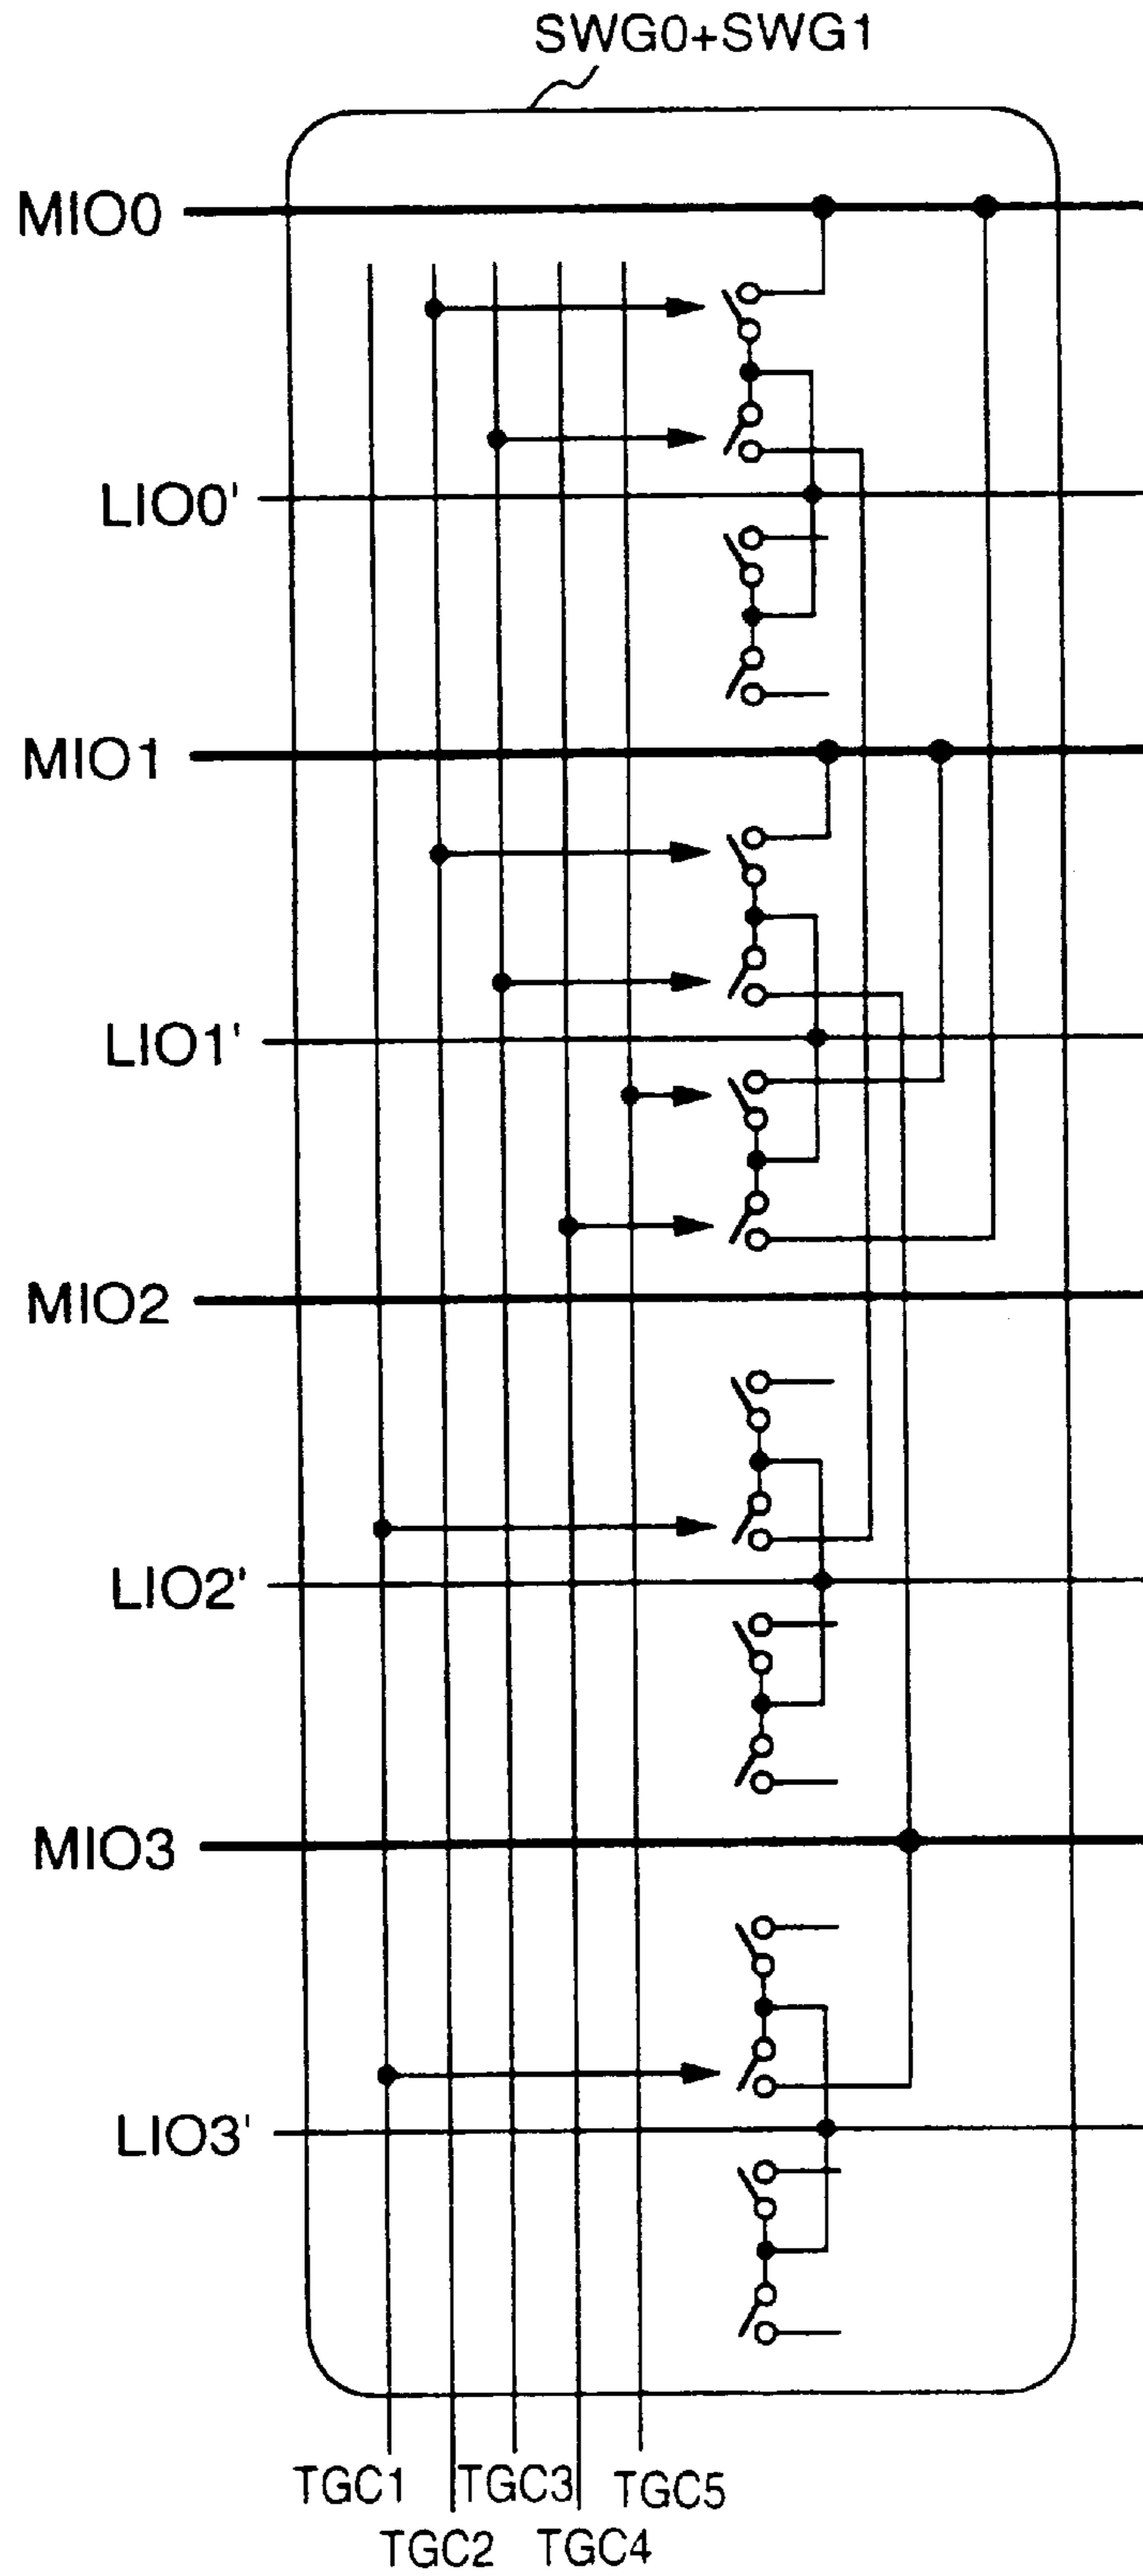 SWG0+SWG1
MIO0
LIO0'
MIO1
LIO1'
MIO2
LIO2'
MIO3
LIO3'
TGC1 TGC3 TGC5
TGC2 TGC4